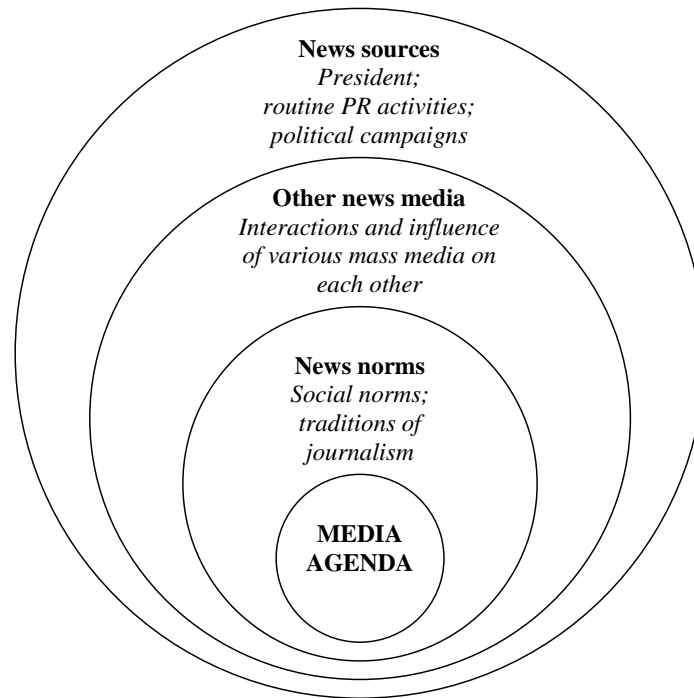 News sources
President;
routine PR activities;
political campaigns
Other news media
Interactions and influence
of various mass media on
each other
News norms
Social norms;
traditions of
journalism
MEDIA
AGENDA